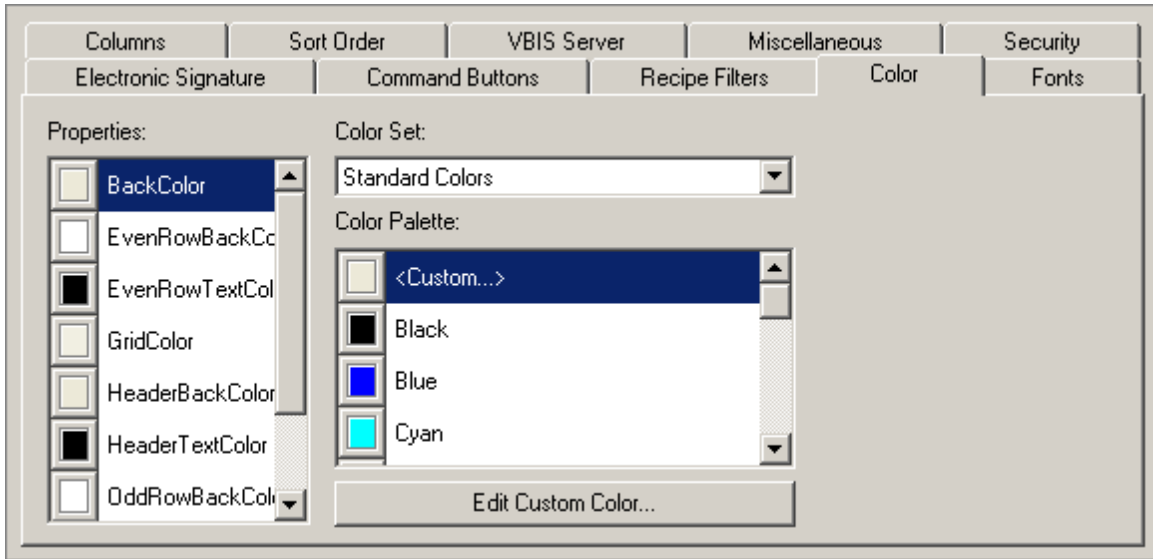 Columns
Sort Order
VBIS Server
Miscellaneous
Security
Electronic Signature
Command Buttons
Recipe Filters
Color
Fonts
Properties:
BackColor
EvenRowBackCo
EvenRowTextCol
GridColor
HeaderBackColor
HeaderTextColor
OddRowBackColo
Color Set:
Standard Colors
Color Palette:
<Custom...>
Black
Blue
Cyan
Edit Custom Color...